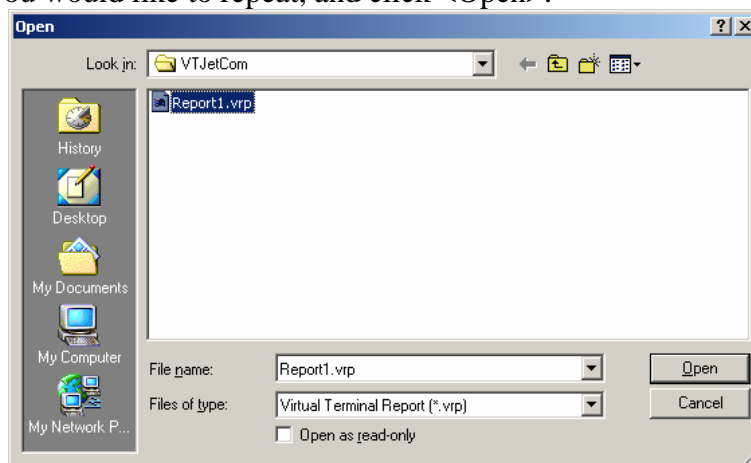 ou would like to repeat, and click <Open>.
Open
Look in: VTJetCom
Report1.vrp
History
Desktop
My Documents
My Computer
My Network P...
File name: Report1.vrp Open
Files of type: Virtual Terminal Report (*.vrp) Cancel
Open as read-only